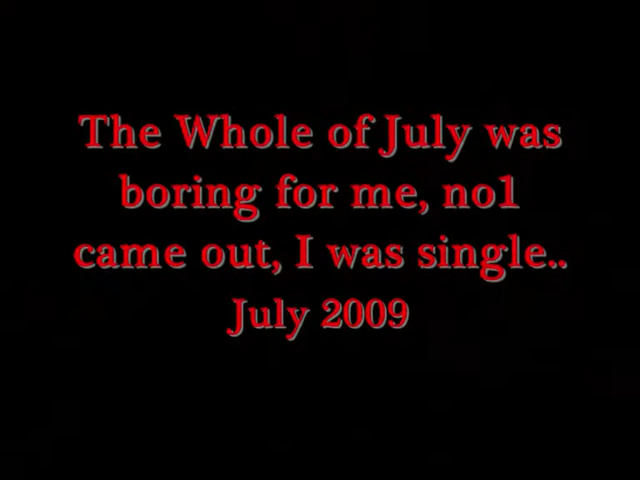 The Whole of July was
boring for me, no1
came out, I was single..
July 2009